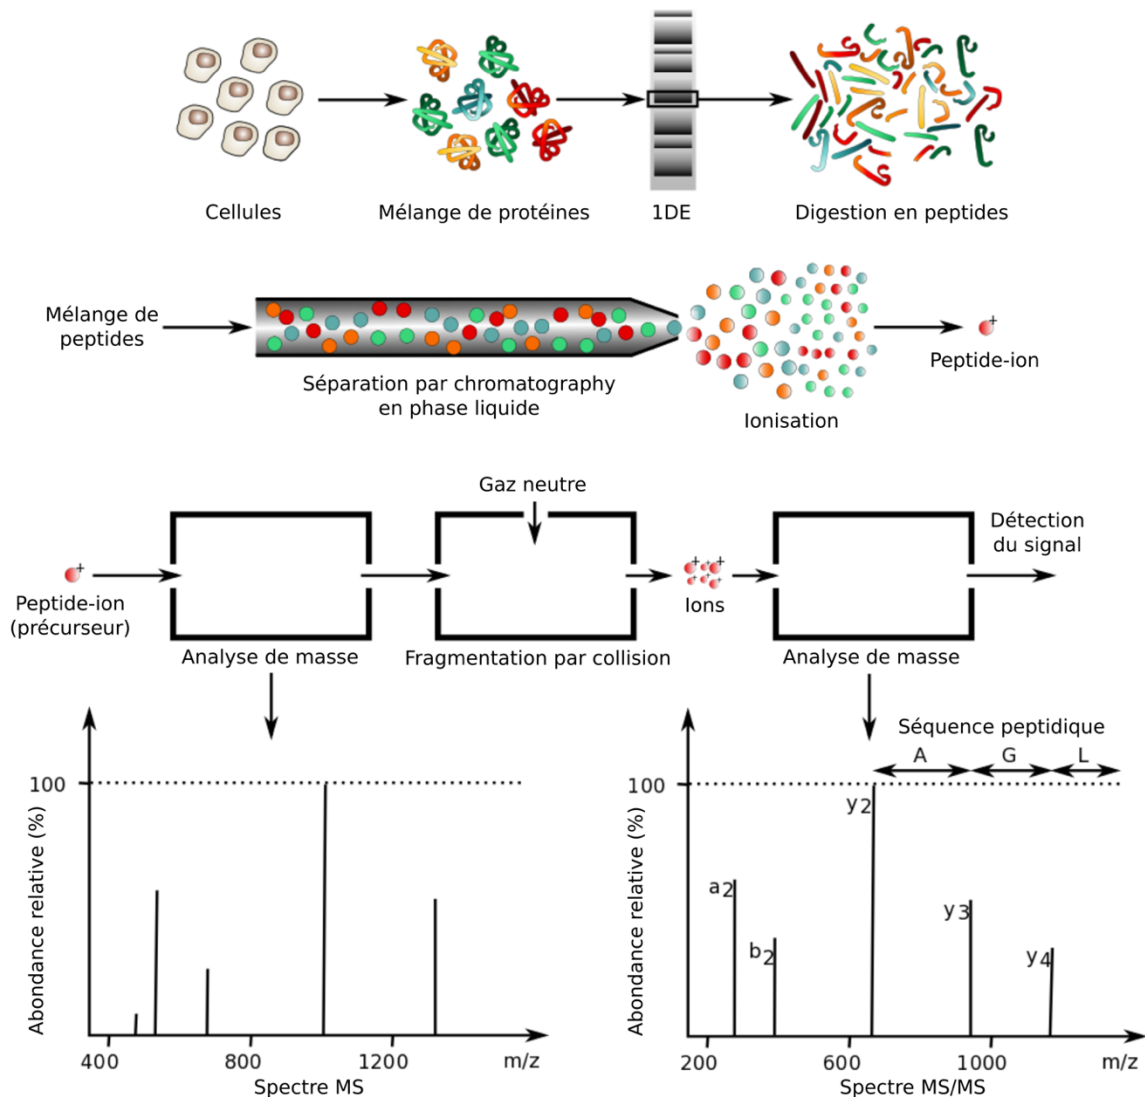 Cellules
Mélange de protéines
1DE
Digestion en peptides
Mélange de
peptides
Séparation par chromatography
en phase liquide
Ionisation
+
Peptide-ion
Gaz neutre
Détection
du signal
+
Peptide-ion
(précurseur)
+ + + + + +
Ions
Analyse de masse
Fragmentation par collision
Analyse de masse
Abondance relative (%)
100
400 800 1200 m/z
Spectre MS
Séquence peptidique
A G L
Abondance relative (%)
100
y2
a2
y3
b2
y4
200 600 1000 m/z
Spectre MS/MS